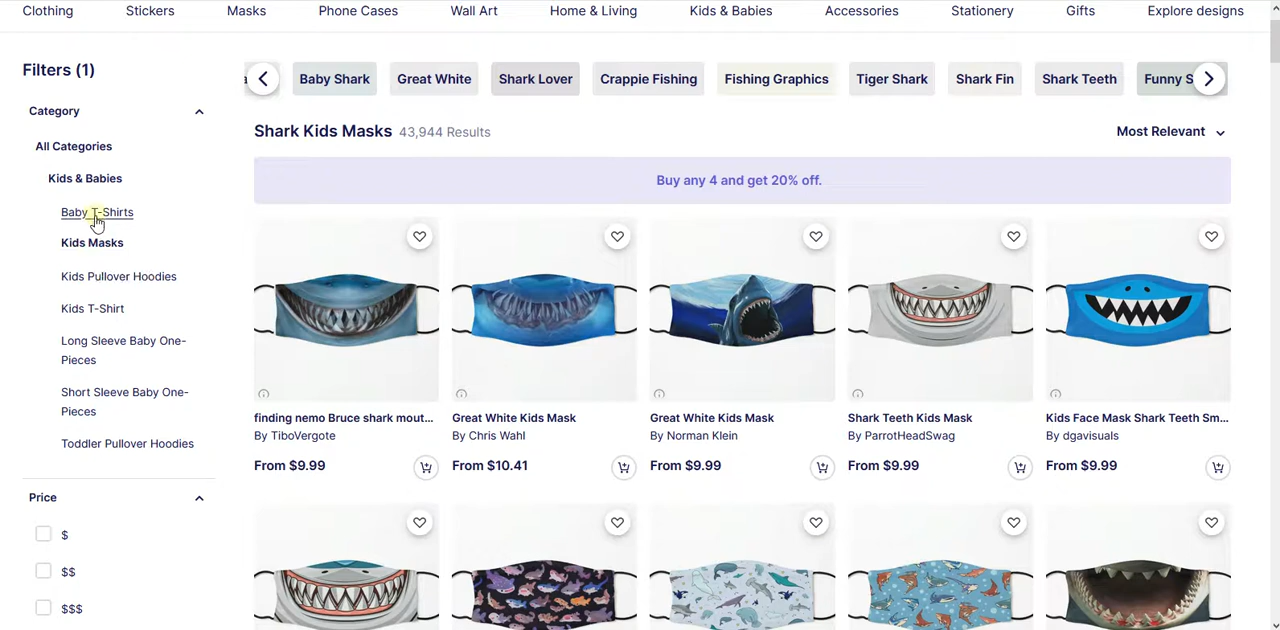 Clothing Stickers Masks Phone Cases Wall Art Home & Living Kids & Babies Accessories Stationery Gifts Explore designs
Filters (1)
Category
All Categories
Kids & Babies
Baby T-Shirts
Kids Masks
Kids Pullover Hoodies
Kids T-Shirt
Long Sleeve Baby One-
Pieces
Short Sleeve Baby One-
Pieces
Toddler Pullover Hoodies
Price
$
$$
$$$
Baby Shark Great White Shark Lover Crappie Fishing Fishing Graphics Tiger Shark Shark Fin Shark Teeth Funny S
Shark Kids Masks 43,944 Results
Most Relevant
Buy any 4 and get 20% off.
finding nemo Bruce shark mout...
By TiboVergote
From $9.99
Great White Kids Mask
By Chris Wahl
From $10.41
Great White Kids Mask
By Norman Klein
From $9.99
Shark Teeth Kids Mask
By ParrotHeadSwag
From $9.99
Kids Face Mask Shark Teeth Sm...
By dgavisuals
From $9.99